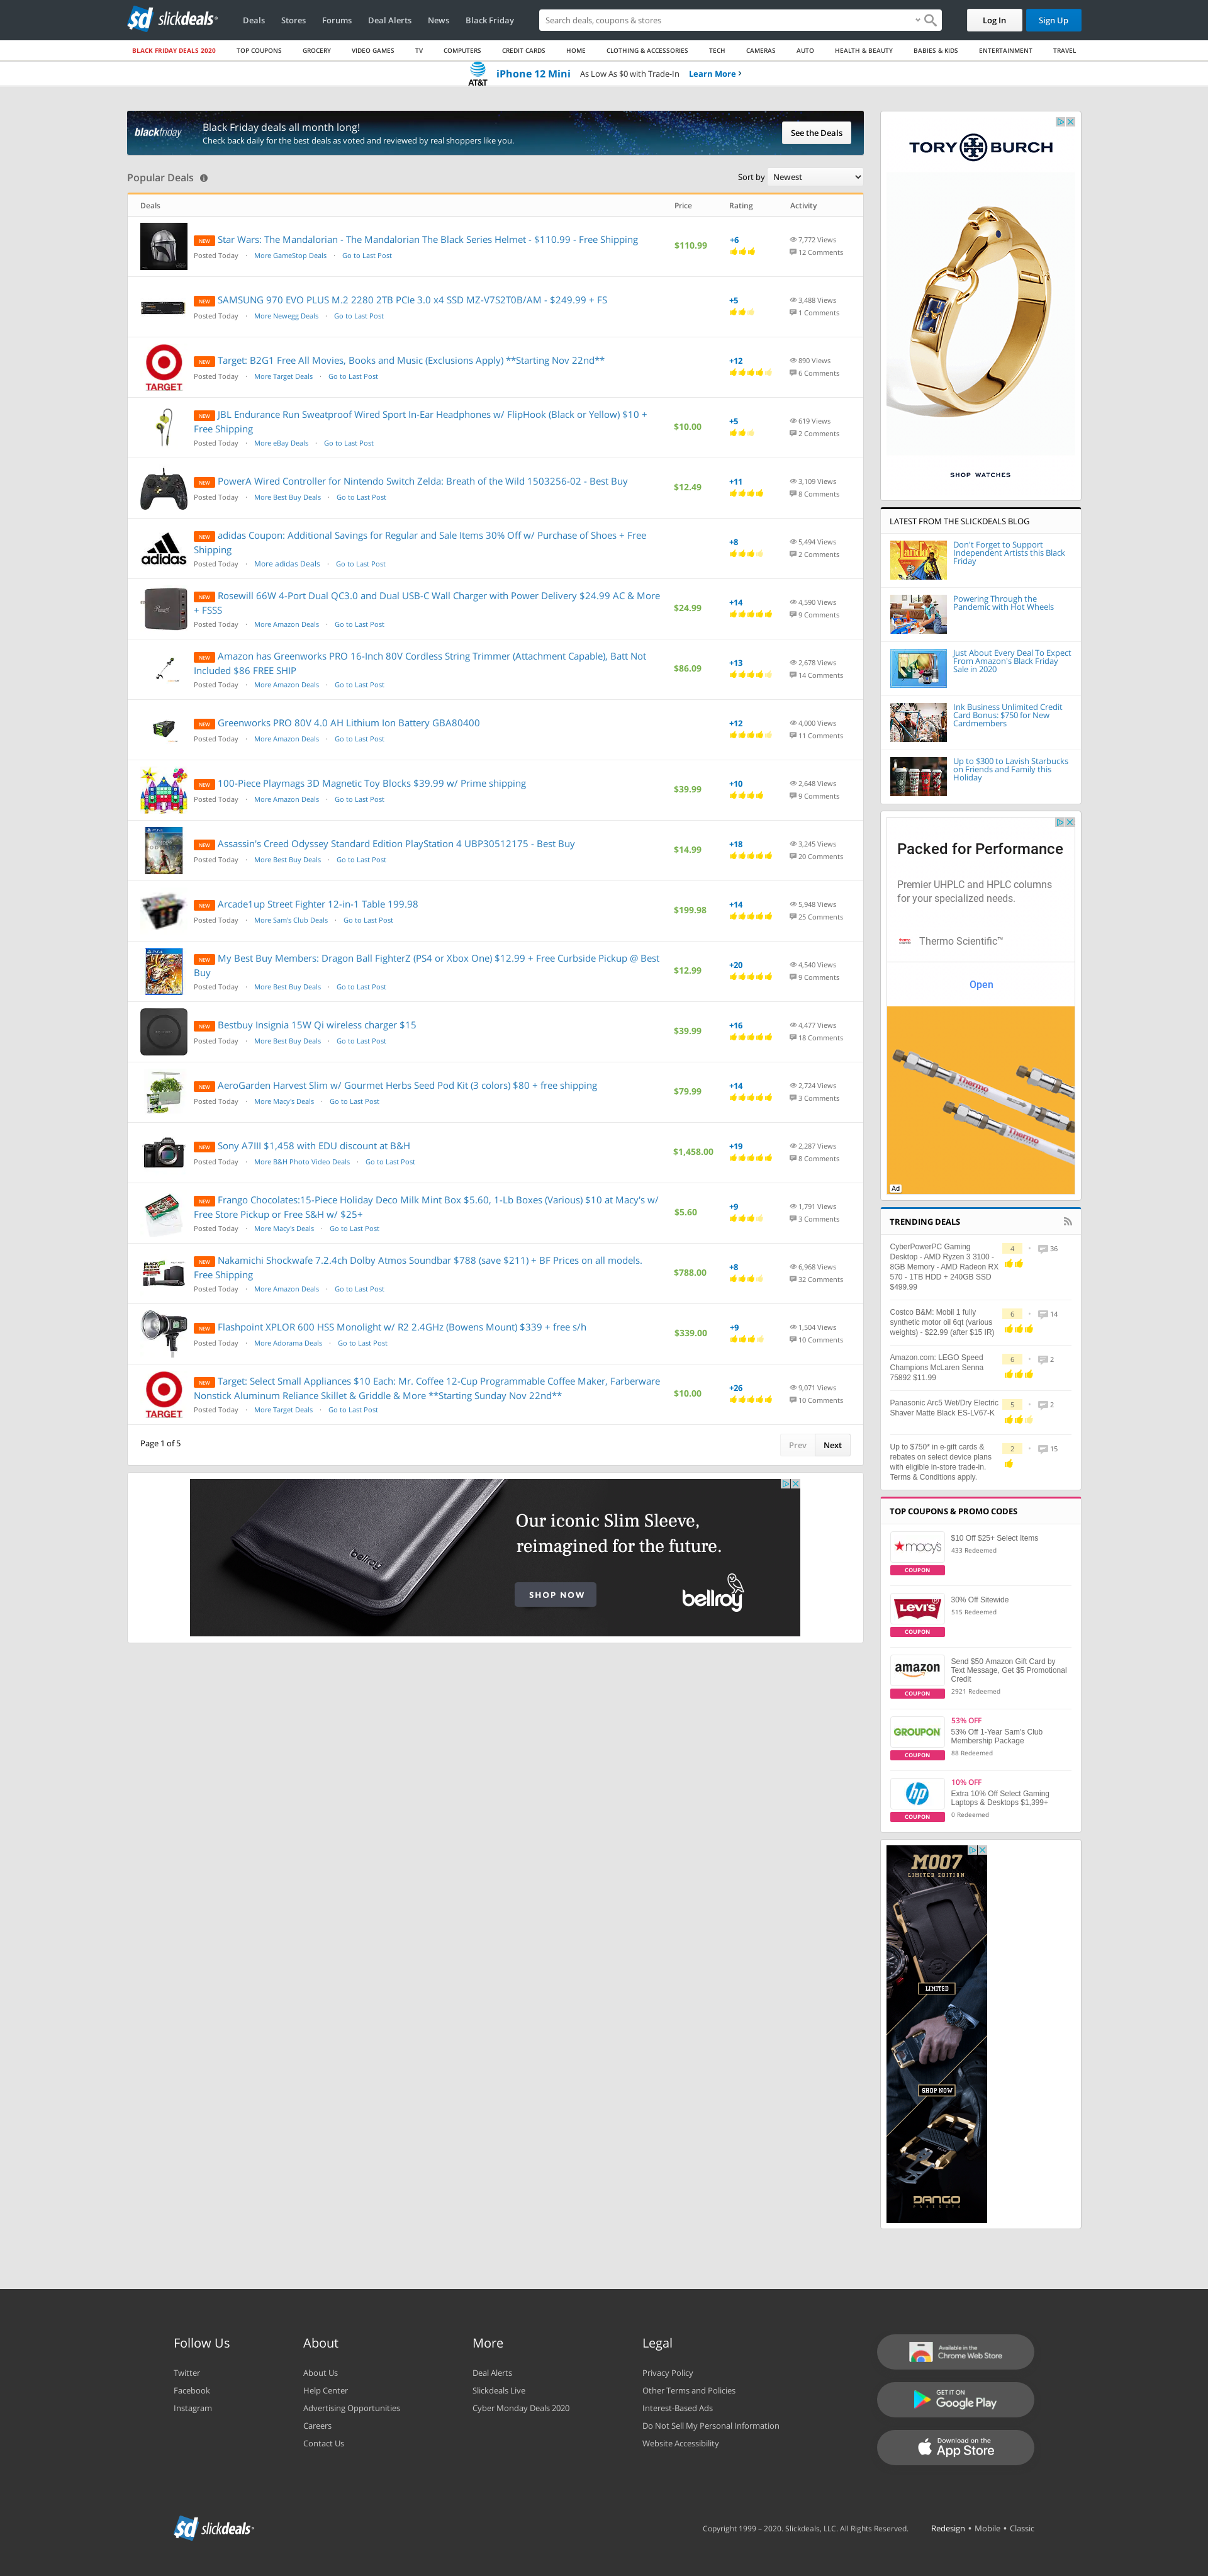 sd slickdeals
Deals Stores Forums Deal Alerts News Black Friday
Search deals, coupons & stores
Log In
Sign Up
BLACK FRIDAY DEALS 2020 TOP COUPONS GROCERY VIDEO GAMES TV COMPUTERS CREDIT CARDS HOME CLOTHING & ACCESSORIES TECH CAMERAS AUTO HEALTH & BEAUTY BABIES & KIDS ENTERTAINMENT TRAVEL
AT&T
iPhone 12 Mini As Low As $0 with Trade-In Learn More
blackfriday
Black Friday deals all month long!
Check back daily for the best deals as voted and reviewed by real shoppers like you.
See the Deals
Popular Deals
Sort by Newest
Deals Price Rating Activity
NEW Star Wars: The Mandalorian - The Mandalorian The Black Series Helmet - $110.99 - Free Shipping
Posted Today · More GameStop Deals · Go to Last Post
$110.99
+6
7,772 Views
12 Comments
NEW SAMSUNG 970 EVO PLUS M.2 2280 2TB PCIe 3.0 x4 SSD MZ-V7S2T0B/AM - $249.99 + FS
Posted Today · More Newegg Deals · Go to Last Post
+5
3,488 Views
1 Comments
TARGET
NEW Target: B2G1 Free All Movies, Books and Music (Exclusions Apply) **Starting Nov 22nd**
Posted Today · More Target Deals · Go to Last Post
+12
890 Views
6 Comments
NEW JBL Endurance Run Sweatproof Wired Sport In-Ear Headphones w/ FlipHook (Black or Yellow) $10 +
Free Shipping
Posted Today · More eBay Deals · Go to Last Post
$10.00
+5
619 Views
2 Comments
NEW PowerA Wired Controller for Nintendo Switch Zelda: Breath of the Wild 1503256-02 - Best Buy
Posted Today · More Best Buy Deals · Go to Last Post
$12.49
+11
3,109 Views
8 Comments
adidas
NEW adidas Coupon: Additional Savings for Regular and Sale Items 30% Off w/ Purchase of Shoes + Free
Shipping
Posted Today · More adidas Deals · Go to Last Post
+8
5,494 Views
2 Comments
NEW Rosewill 66W 4-Port Dual QC3.0 and Dual USB-C Wall Charger with Power Delivery $24.99 AC & More
+ FSSS
Posted Today · More Amazon Deals · Go to Last Post
$24.99
+14
4,590 Views
9 Comments
NEW Amazon has Greenworks PRO 16-Inch 80V Cordless String Trimmer (Attachment Capable), Batt Not
Included $86 FREE SHIP
Posted Today · More Amazon Deals · Go to Last Post
$86.09
+13
2,678 Views
14 Comments
NEW Greenworks PRO 80V 4.0 AH Lithium Ion Battery GBA80400
Posted Today · More Amazon Deals · Go to Last Post
+12
4,000 Views
11 Comments
NEW 100-Piece Playmags 3D Magnetic Toy Blocks $39.99 w/ Prime shipping
Posted Today · More Amazon Deals · Go to Last Post
$39.99
+10
2,648 Views
9 Comments
NEW Assassin's Creed Odyssey Standard Edition PlayStation 4 UBP30512175 - Best Buy
Posted Today · More Best Buy Deals · Go to Last Post
$14.99
+18
3,245 Views
20 Comments
NEW Arcade1up Street Fighter 12-in-1 Table 199.98
Posted Today · More Sam's Club Deals · Go to Last Post
$199.98
+14
5,948 Views
25 Comments
NEW My Best Buy Members: Dragon Ball FighterZ (PS4 or Xbox One) $12.99 + Free Curbside Pickup @ Best
Buy
Posted Today · More Best Buy Deals · Go to Last Post
$12.99
+20
4,540 Views
9 Comments
NEW Bestbuy Insignia 15W Qi wireless charger $15
Posted Today · More Best Buy Deals · Go to Last Post
$39.99
+16
4,477 Views
18 Comments
NEW AeroGarden Harvest Slim w/ Gourmet Herbs Seed Pod Kit (3 colors) $80 + free shipping
Posted Today · More Macy's Deals · Go to Last Post
$79.99
+14
2,724 Views
3 Comments
NEW Sony A7III $1,458 with EDU discount at B&H
Posted Today · More B&H Photo Video Deals · Go to Last Post
$1,458.00
+19
2,287 Views
8 Comments
NEW Frango Chocolates:15-Piece Holiday Deco Milk Mint Box $5.60, 1-Lb Boxes (Various) $10 at Macy's w/
Free Store Pickup or Free S&H w/ $25+
Posted Today · More Macy's Deals · Go to Last Post
$5.60
+9
1,791 Views
3 Comments
NEW Nakamichi Shockwafe 7.2.4ch Dolby Atmos Soundbar $788 (save $211) + BF Prices on all models.
Free Shipping
Posted Today · More Amazon Deals · Go to Last Post
$788.00
+8
6,968 Views
32 Comments
NEW Flashpoint XPLOR 600 HSS Monolight w/ R2 2.4GHz (Bowens Mount) $339 + free s/h
Posted Today · More Adorama Deals · Go to Last Post
$339.00
+9
1,504 Views
10 Comments
TARGET
NEW Target: Select Small Appliances $10 Each: Mr. Coffee 12-Cup Programmable Coffee Maker, Farberware
Nonstick Aluminum Reliance Skillet & Griddle & More **Starting Sunday Nov 22nd**
Posted Today · More Target Deals · Go to Last Post
$10.00
+26
9,071 Views
10 Comments
Page 1 of 5
Prev Next
bellroy
Our iconic Slim Sleeve,
reimagined for the future.
SHOP NOW
bellroy
TORY BURCH
SHOP WATCHES
LATEST FROM THE SLICKDEALS BLOG
Don't Forget to Support
Independent Artists this Black
Friday
Powering Through the
Pandemic with Hot Wheels
Just About Every Deal To Expect
From Amazon's Black Friday
Sale in 2020
Ink Business Unlimited Credit
Card Bonus: $750 for New
Cardmembers
Up to $300 to Lavish Starbucks
on Friends and Family this
Holiday
Packed for Performance
Premier UHPLC and HPLC columns
for your specialized needs.
Thermo Scientific™
Open
Thermo
Thermo
Ad
TRENDING DEALS
CyberPowerPC Gaming
Desktop - AMD Ryzen 3 3100 -
8GB Memory - AMD Radeon RX
570 - 1TB HDD + 240GB SSD
$499.99
4 · 36
Costco B&M: Mobil 1 fully
synthetic motor oil 6qt (various
weights) - $22.99 (after $15 IR)
6 · 14
Amazon.com: LEGO Speed
Champions McLaren Senna
75892 $11.99
6 · 2
Panasonic Arc5 Wet/Dry Electric
Shaver Matte Black ES-LV67-K
5 · 2
Up to $750* in e-gift cards &
rebates on select device plans
with eligible in-store trade-in.
Terms & Conditions apply.
2 · 15
TOP COUPONS & PROMO CODES
macy's
COUPON
$10 Off $25+ Select Items
433 Redeemed
LEVI'S
COUPON
30% Off Sitewide
515 Redeemed
amazon
COUPON
Send $50 Amazon Gift Card by
Text Message, Get $5 Promotional
Credit
2921 Redeemed
GROUPON
COUPON
53% OFF
53% Off 1-Year Sam's Club
Membership Package
88 Redeemed
hp
COUPON
10% OFF
Extra 10% Off Select Gaming
Laptops & Desktops $1,399+
0 Redeemed
M007
LIMITED EDITION
LIMITED
SHOP NOW
DANGO
PRODUCTS
Follow Us
Twitter
Facebook
Instagram
About
About Us
Help Center
Advertising Opportunities
Careers
Contact Us
More
Deal Alerts
Slickdeals Live
Cyber Monday Deals 2020
Legal
Privacy Policy
Other Terms and Policies
Interest-Based Ads
Do Not Sell My Personal Information
Website Accessibility
Available in the
Chrome Web Store
GET IT ON
Google Play
Download on the
App Store
sd slickdeals
Copyright 1999 – 2020. Slickdeals, LLC. All Rights Reserved. Redesign • Mobile • Classic